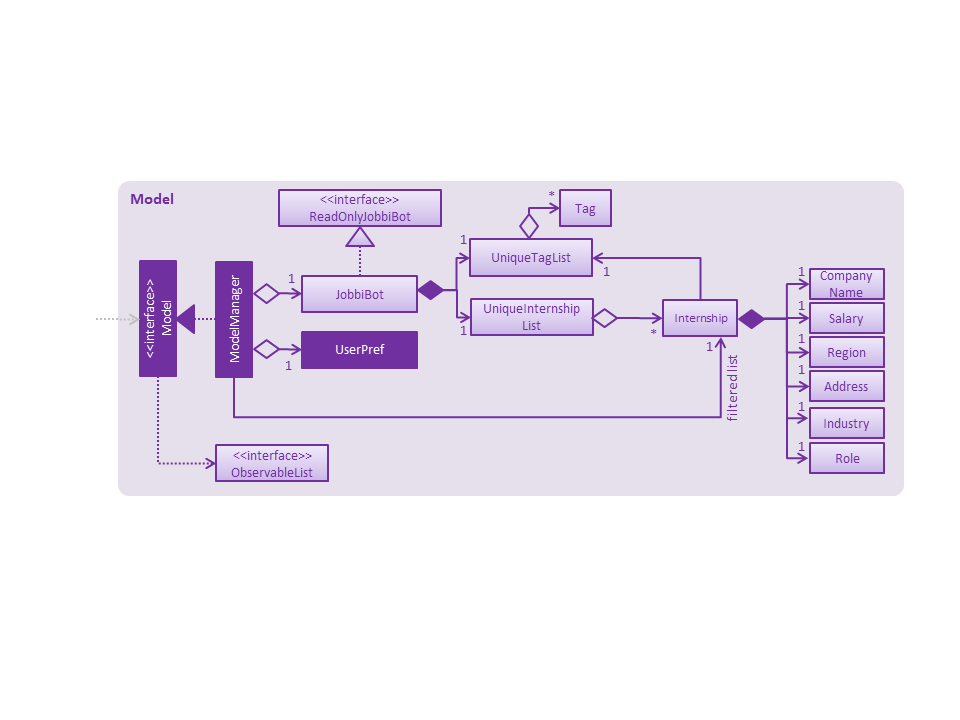 Model
<<interface>>
ReadOnlyJobbiBot
*
Tag
1
UniqueTagList
1
<<interface>>
Model
ModelManager
1
JobbiBot
UniqueInternship
List
1
*
Internship
1
UserPref
1
1
filtered list
<<interface>>
ObservableList
1
Company
Name
1
Salary
1
Region
1
Address
1
Industry
1
Role